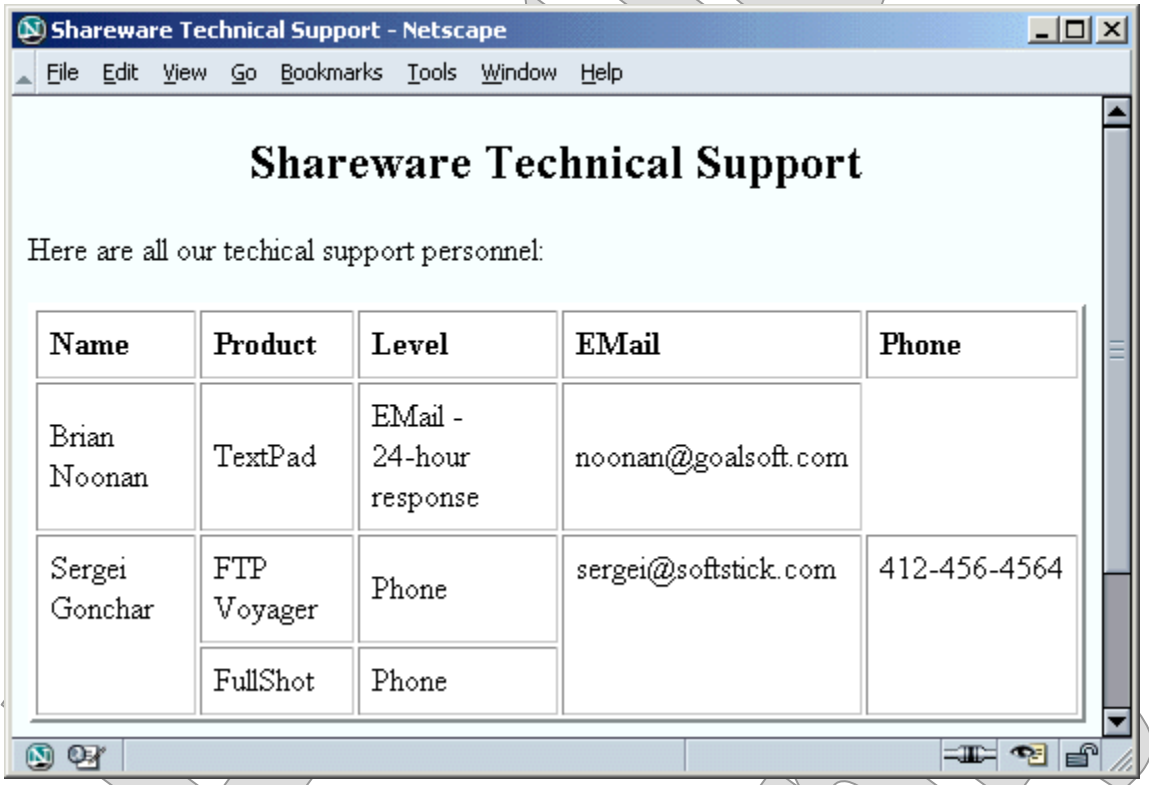 Shareware Technical Support - Netscape
File Edit View Go Bookmarks Tools Window Help
Shareware Technical Support
Here are all our techical support personnel:
Name Product Level EMail Phone
Brian Noonan TextPad EMail - 24-hour response noonan@goalsoft.com
Sergei Gonchar FTP Voyager Phone sergei@softstick.com 412-456-4564
FullShot Phone